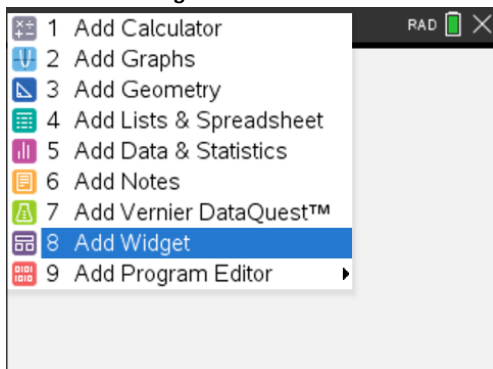 RAD
1 Add Calculator
2 Add Graphs
3 Add Geometry
4 Add Lists & Spreadsheet
5 Add Data & Statistics
6 Add Notes
7 Add Vernier DataQuest™
8 Add Widget
9 Add Program Editor